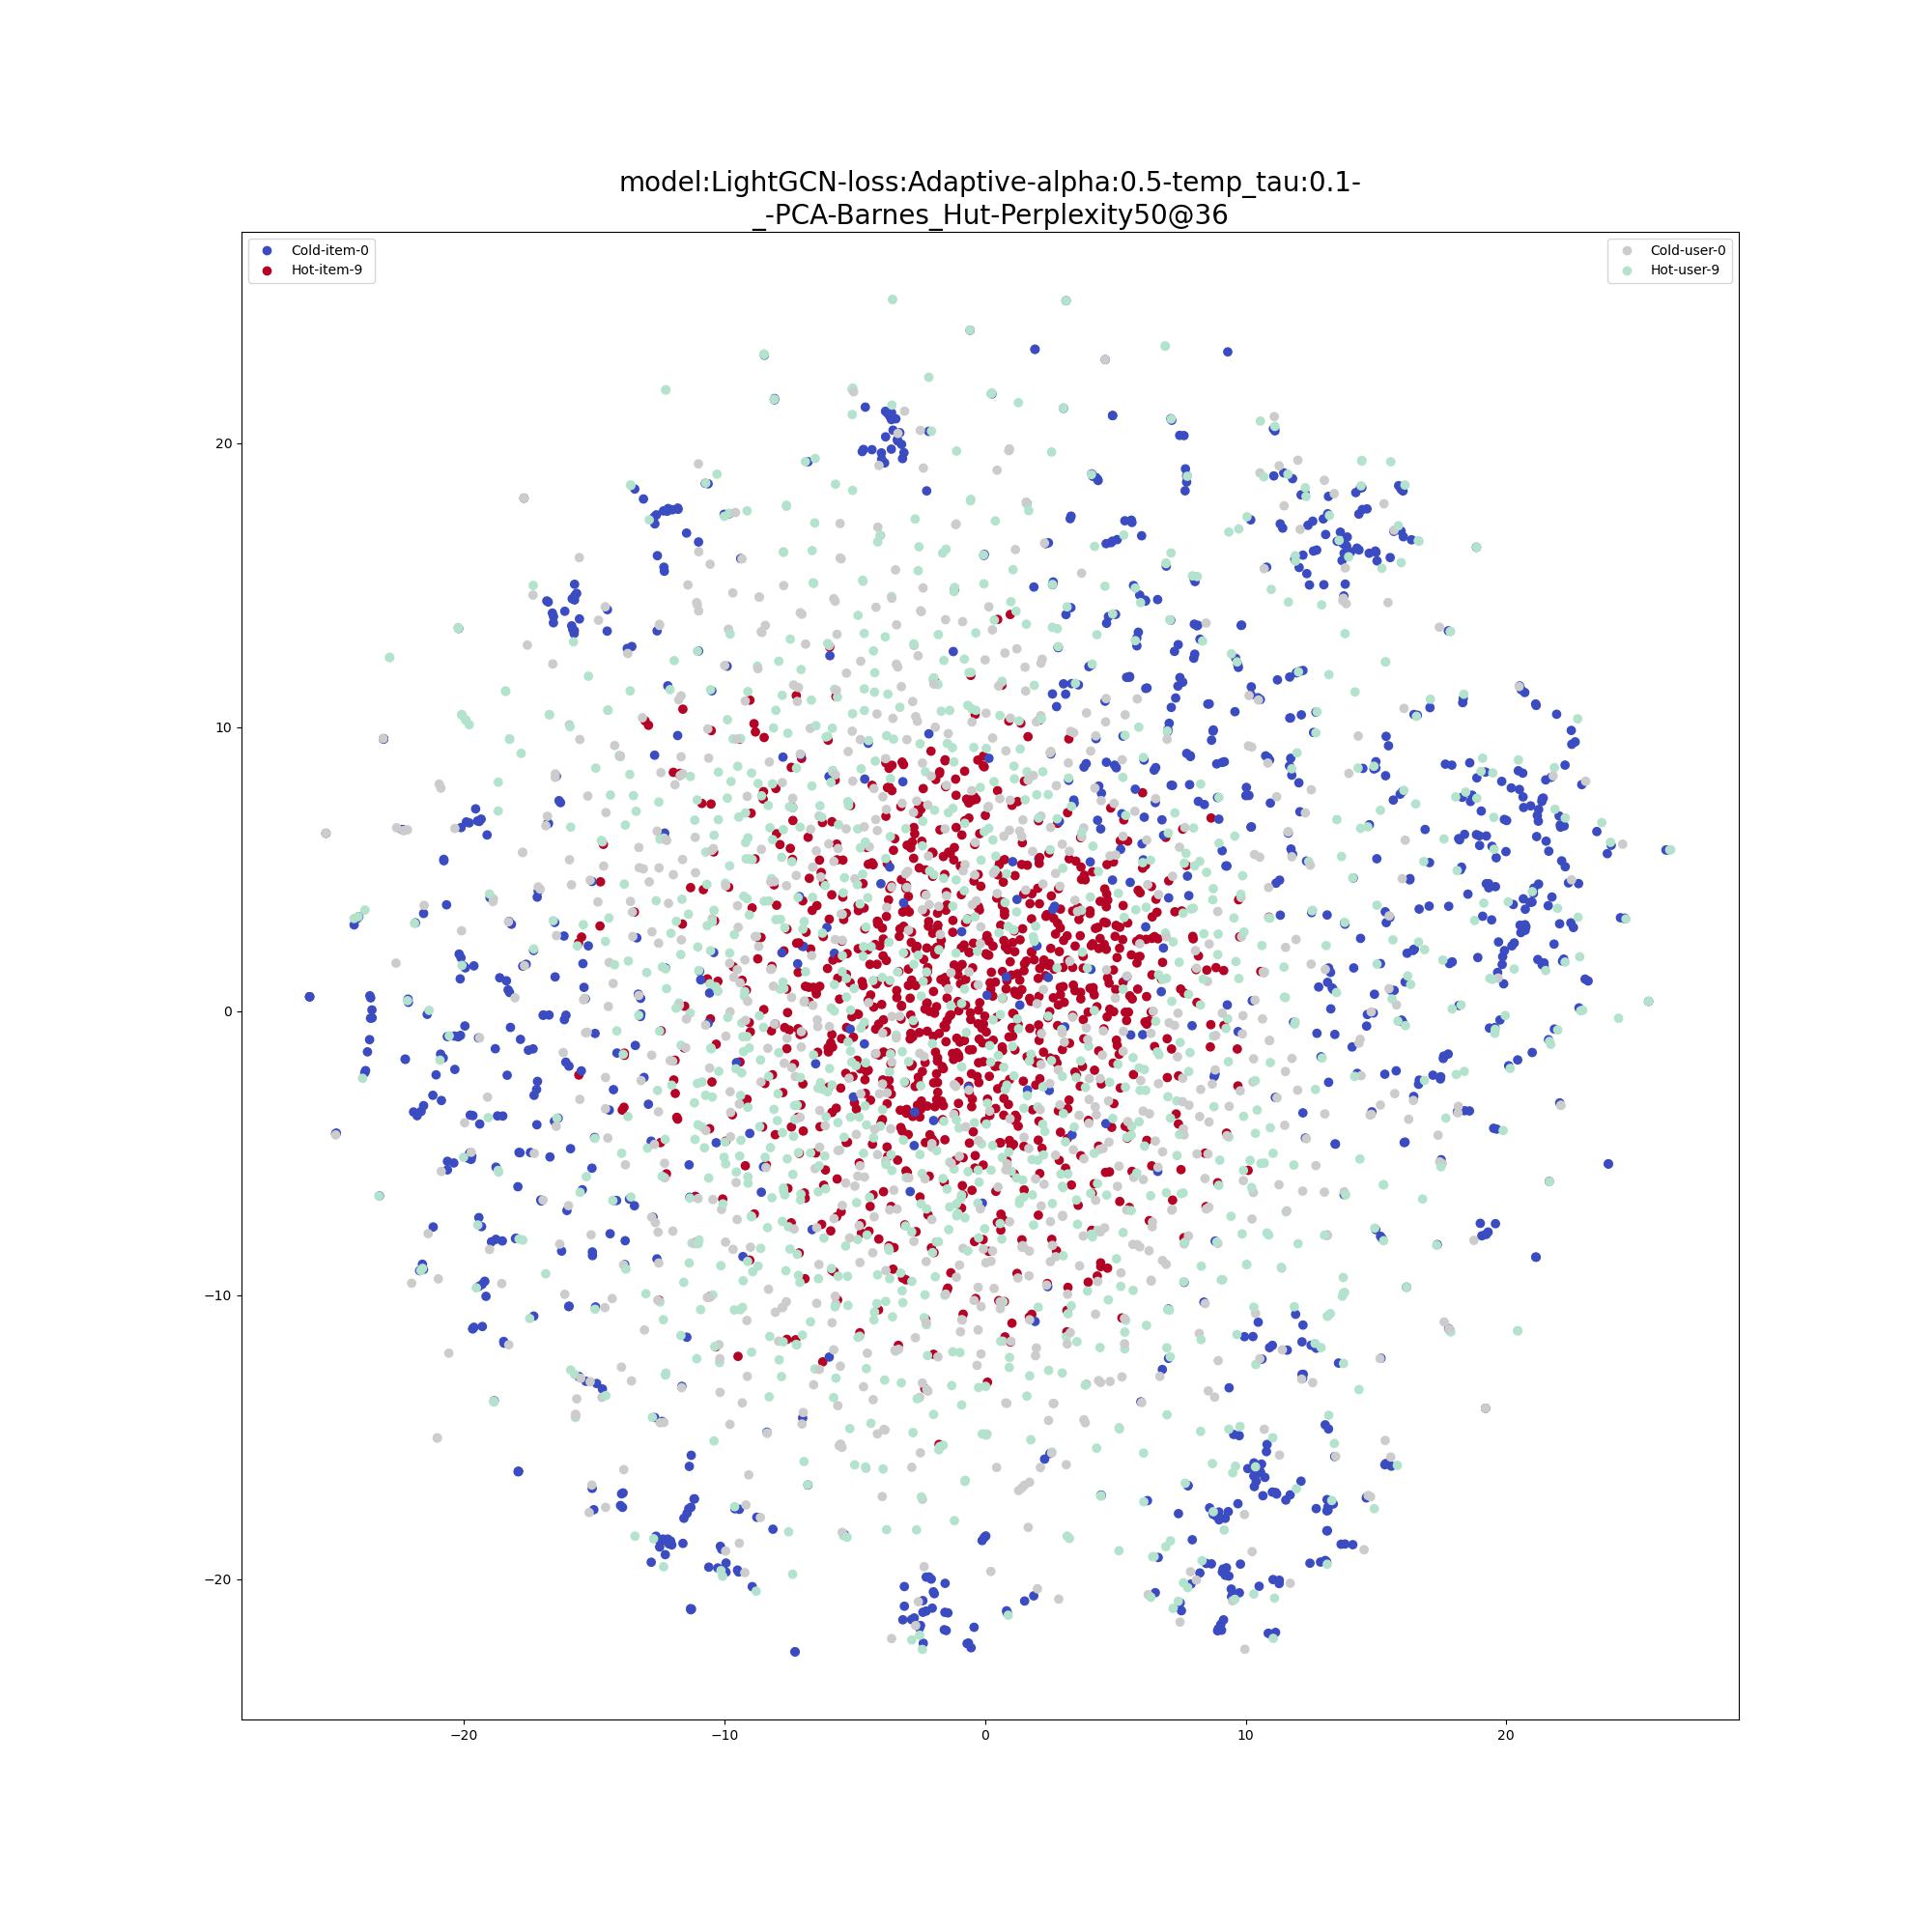 model:LightGCN-loss:Adaptive-alpha:0.5-temp_tau:0.1-
_-PCA-Barnes_Hut-Perplexity50@36
Cold-item-0
Hot-item-9
Cold-user-0
Hot-user-9
20
10
0
−10
−20
−20
−10
0
10
20